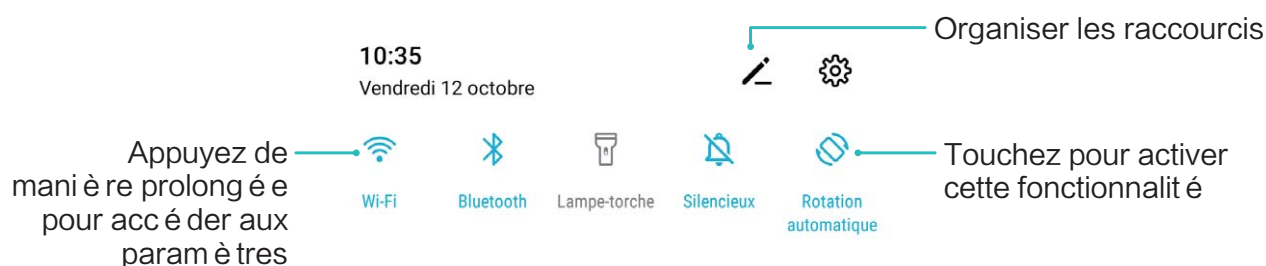 Organiser les raccourcis
10:35
Vendredi 12 octobre
Appuyez de
mani è re prolong é e
pour acc é der aux
param è tres
Wi-Fi
Bluetooth
Lampe-torche
Silencieux
Rotation
automatique
Touchez pour activer
cette fonctionnalit é